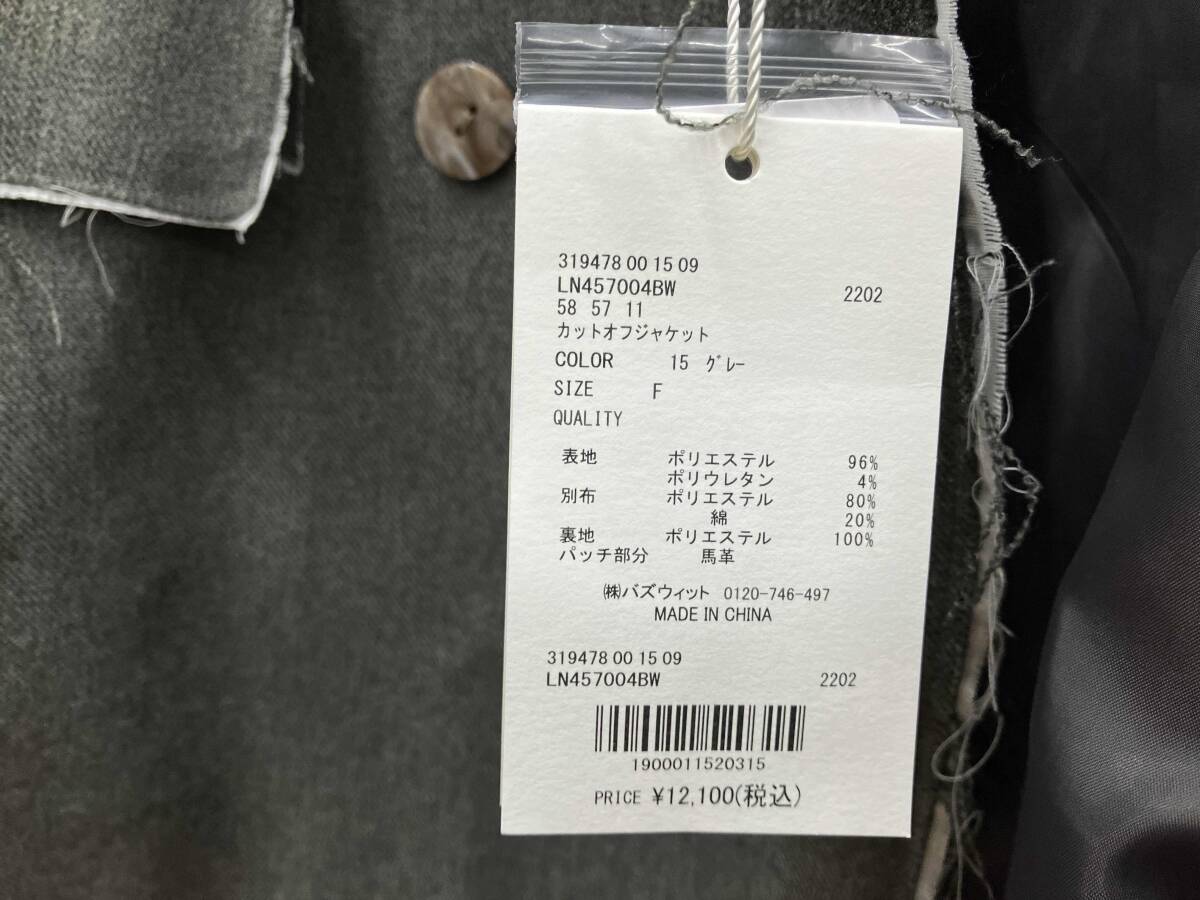 319478 00 15 09
LN457004BW 2202
58 57 11
カットオフジャケット
COLOR 15 グレー
SIZE F
QUALITY
表地 ポリエステル 96%
ポリウレタン 4%
別布 ポリエステル 80%
綿 20%
裏地 ポリエステル 100%
パッチ部分 馬革
㈱バズウィット 0120-746-497
MADE IN CHINA
319478 00 15 09
LN457004BW 2202
1900011520315
PRICE ¥12,100(税込)